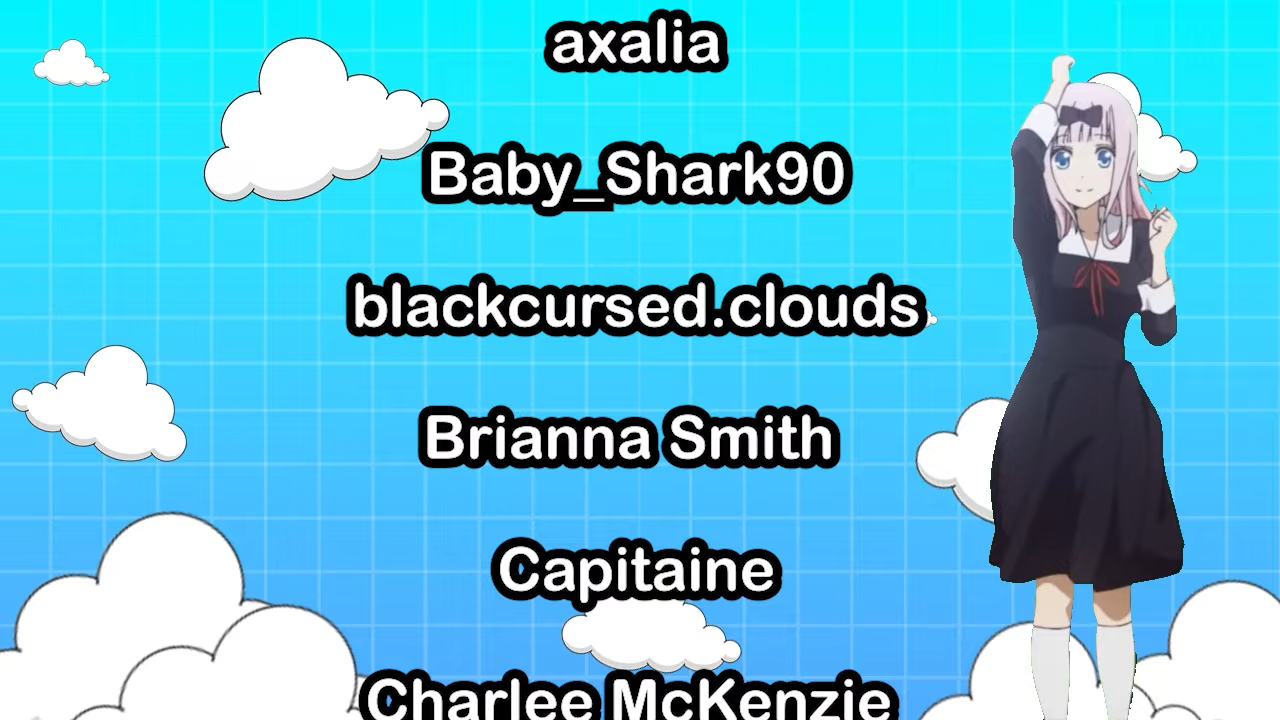 axalia
Baby_Shark90
blackcursed.clouds
Brianna Smith
Capitaine
Charlee McKenzie